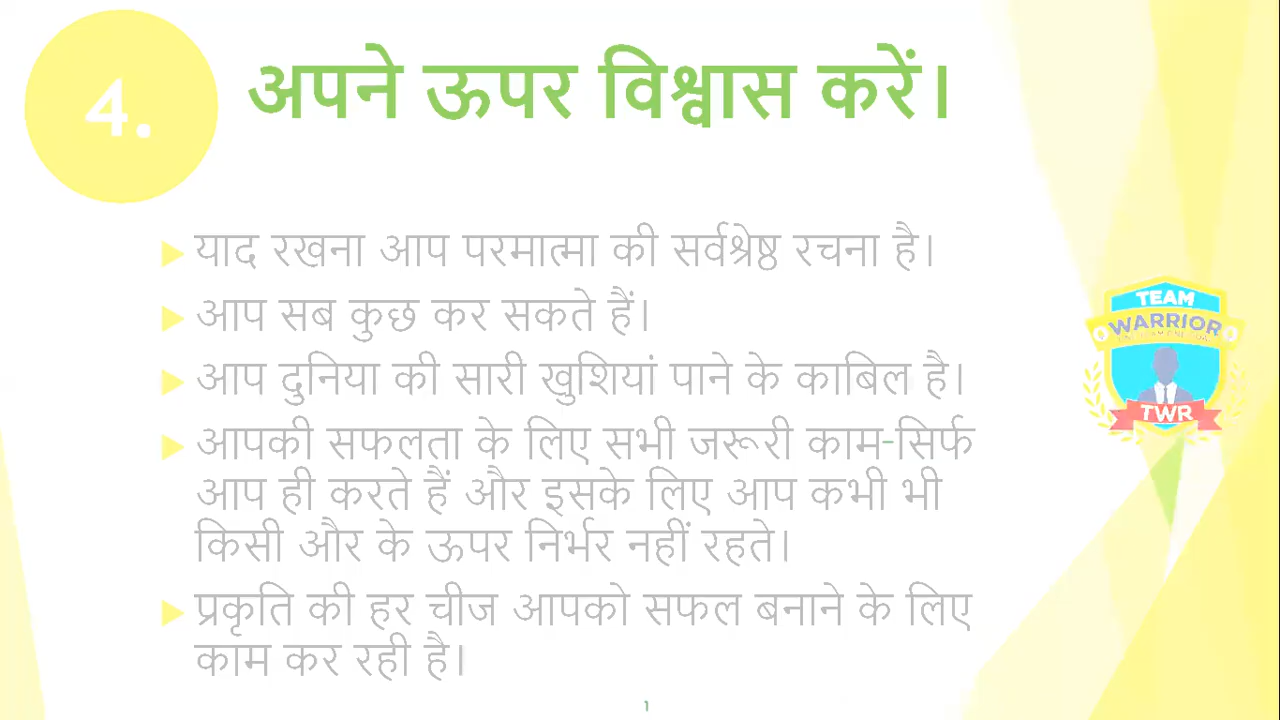 4.
अपने ऊपर विश्वास करें।
याद रखना आप परमात्मा की सर्वश्रेष्ठ रचना है।
आप सब कुछ कर सकते हैं।
आप दुनिया की सारी खुशियां पाने के काबिल है।
आपकी सफलता के लिए सभी जरूरी काम-सिर्फ
आप ही करते हैं और इसके लिए आप कभी भी
किसी और के ऊपर निर्भर नहीं रहते।
प्रकृति की हर चीज आपको सफल बनाने के लिए
काम कर रही है।
TEAM
WARRIOR
TWR
1